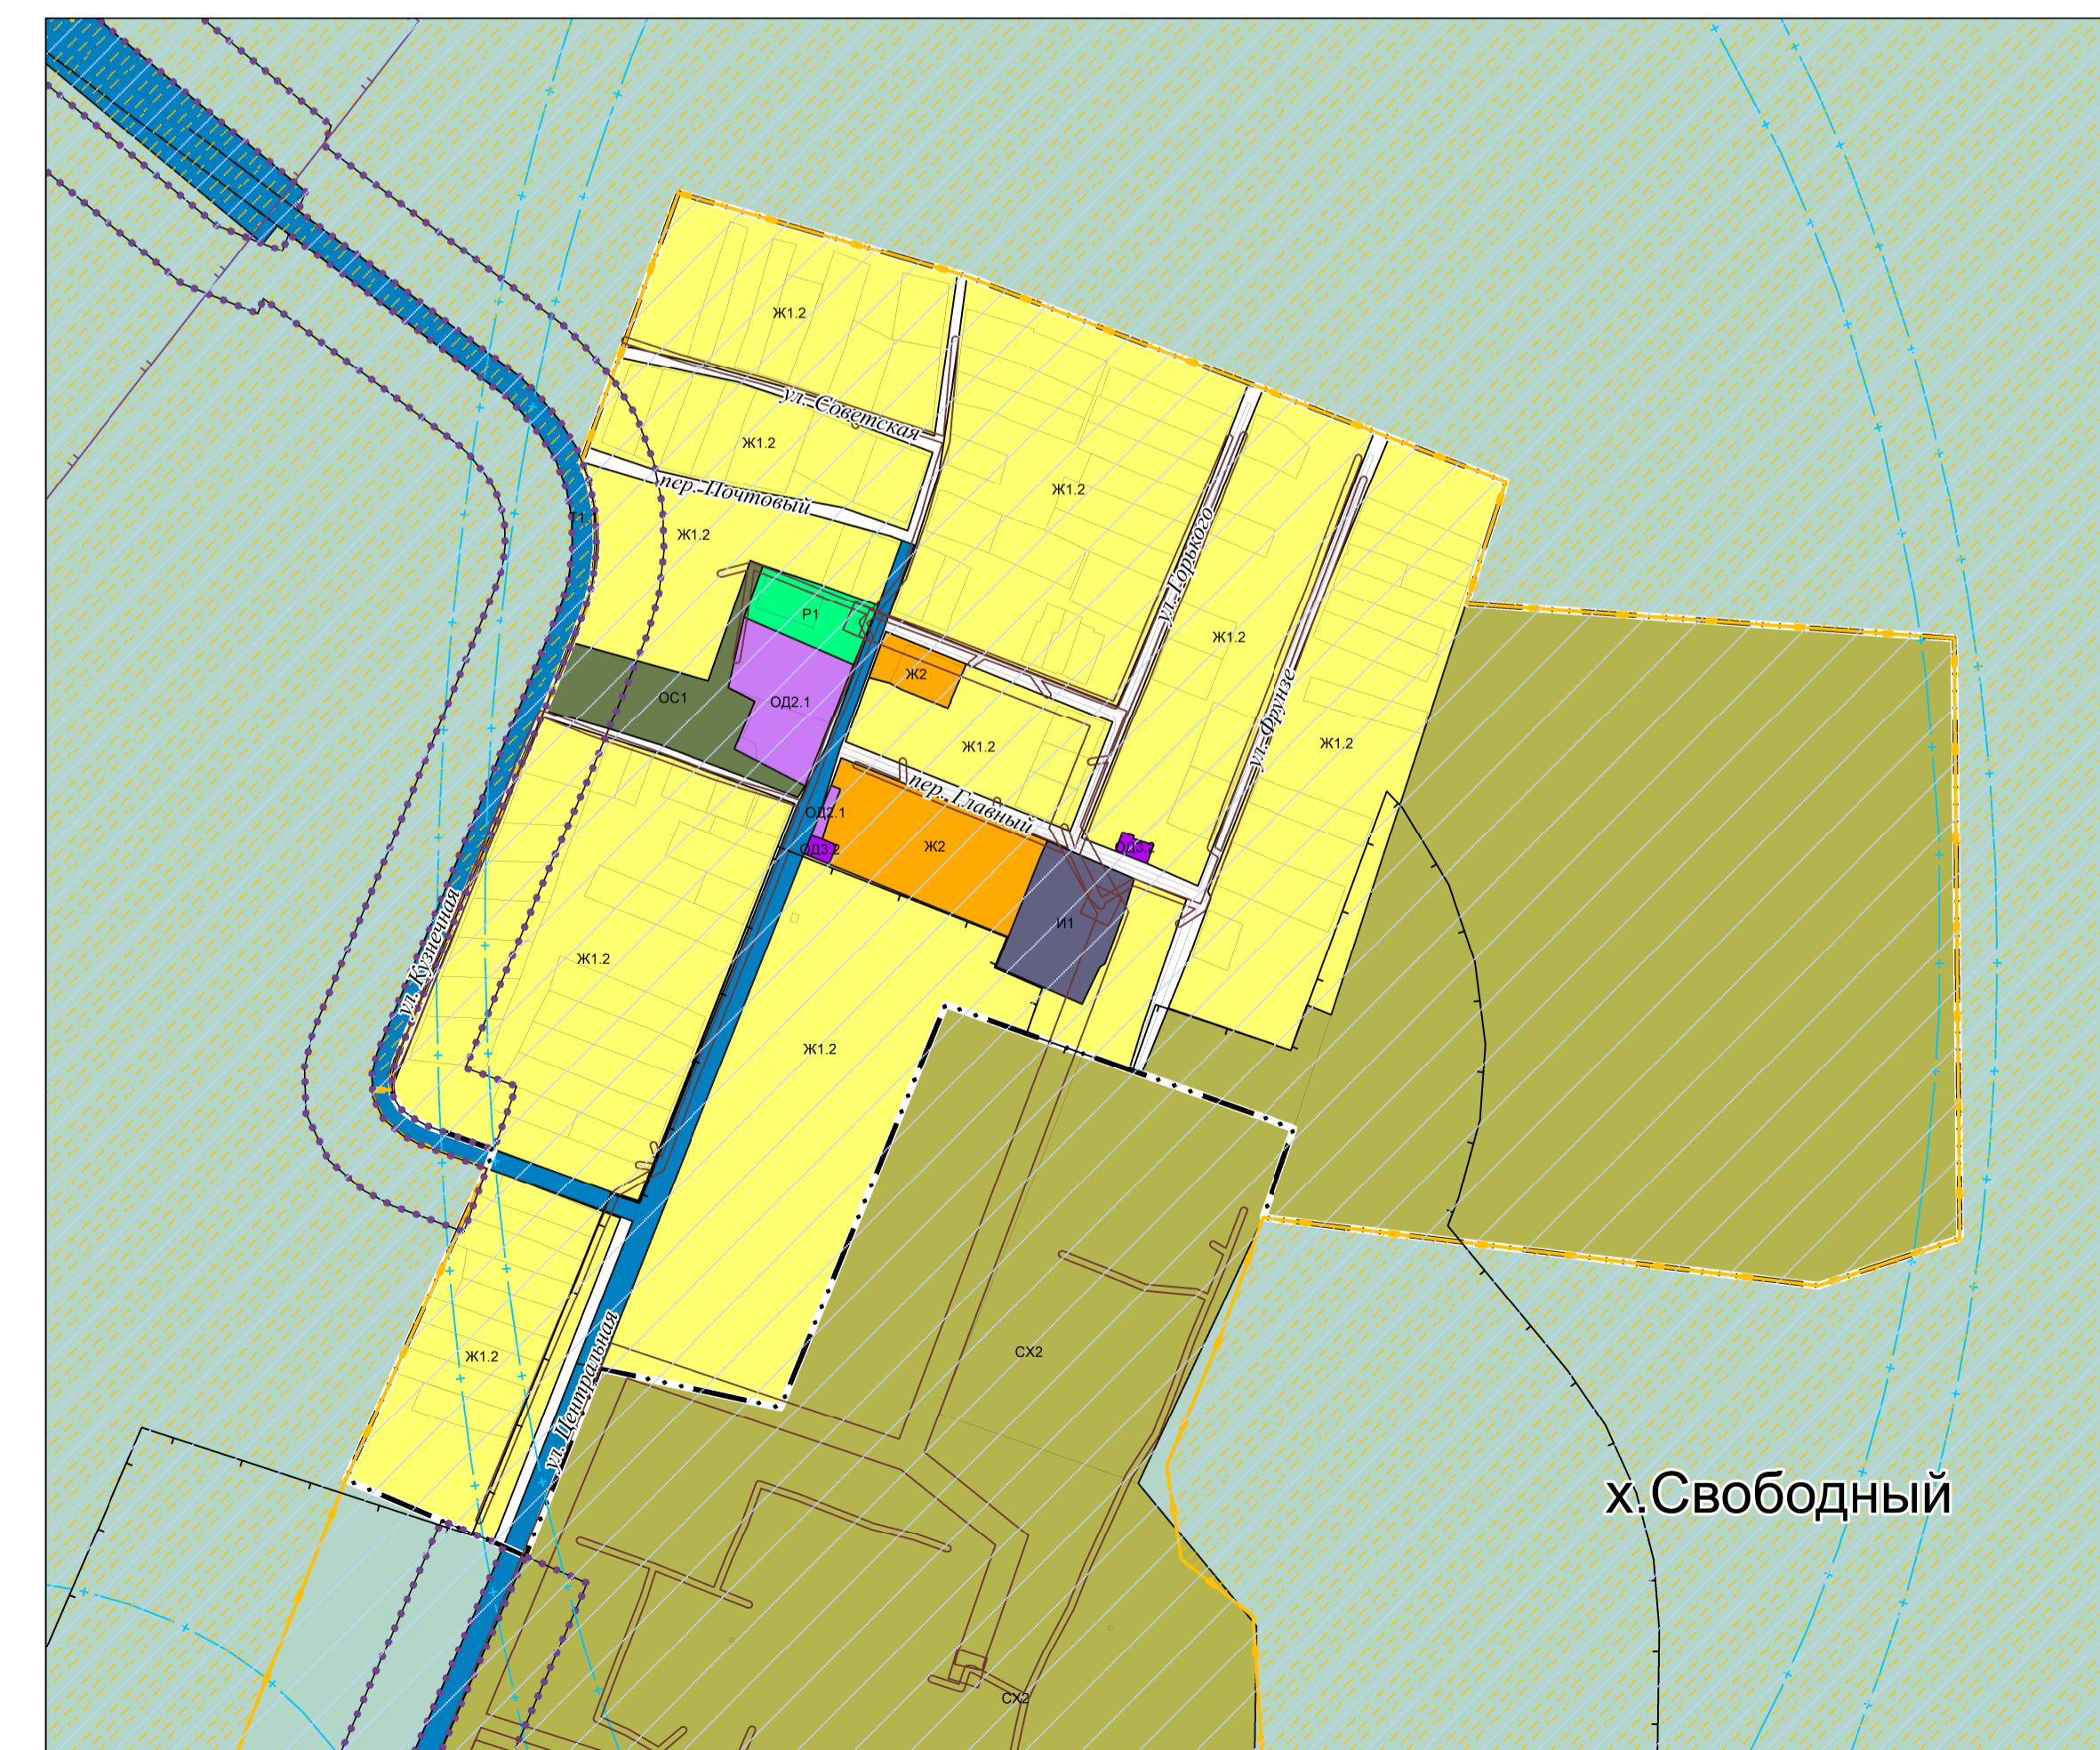 Ж1.2
ул. Советская
Ж1.2
пер. Почтовый
Ж1.2
Ж1.2
ул. Горького
Р1
Ж1.2
Ж2
ОС1
ОД2.1
ул. Фрунзе
Ж1.2
Ж1.2
пер. Главный
ОД2.1
ОД3.2
Ж2
ОД3.2
И1
ул. Кузнечная
Ж1.2
Ж1.2
СХ2
Ж1.2
ул. Центральная
х.Свободный
СХ2